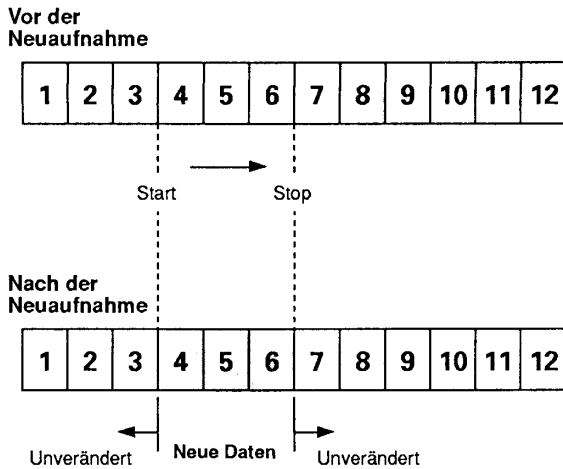 Vor der
Neuaufnahme
1 2 3 4 5 6 7 8 9 10 11 12
Start Stop
Nach der
Neuaufnahme
1 2 3 4 5 6 7 8 9 10 11 12
Unverändert Neue Daten Unverändert